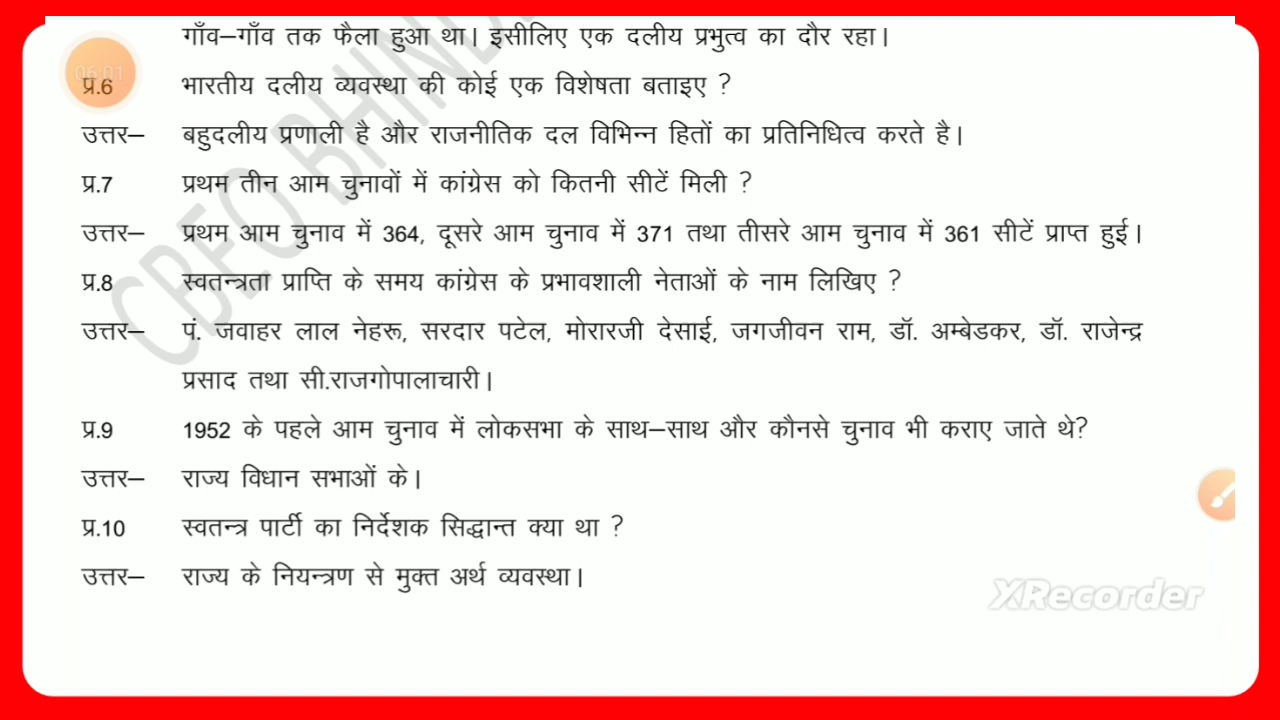 गाँव–गाँव तक फैला हुआ था। इसीलिए एक दलीय प्रभुत्व का दौर रहा।
06:01
प्र.6 भारतीय दलीय व्यवस्था की कोई एक विशेषता बताइए ?
उत्तर– बहुदलीय प्रणाली है और राजनीतिक दल विभिन्न हितों का प्रतिनिधित्व करते है।
प्र.7 प्रथम तीन आम चुनावों में कांग्रेस को कितनी सीटें मिली ?
उत्तर– प्रथम आम चुनाव में 364, दूसरे आम चुनाव में 371 तथा तीसरे आम चुनाव में 361 सीटें प्राप्त हुई।
प्र.8 स्वतन्त्रता प्राप्ति के समय कांग्रेस के प्रभावशाली नेताओं के नाम लिखिए ?
उत्तर– पं. जवाहर लाल नेहरू, सरदार पटेल, मोरारजी देसाई, जगजीवन राम, डॉ. अम्बेडकर, डॉ. राजेन्द्र
प्रसाद तथा सी.राजगोपालाचारी।
प्र.9 1952 के पहले आम चुनाव में लोकसभा के साथ–साथ और कौनसे चुनाव भी कराए जाते थे?
उत्तर– राज्य विधान सभाओं के।
प्र.10 स्वतन्त्र पार्टी का निर्देशक सिद्धान्त क्या था ?
उत्तर– राज्य के नियन्त्रण से मुक्त अर्थ व्यवस्था।
XRecorder
CBEO BHIND